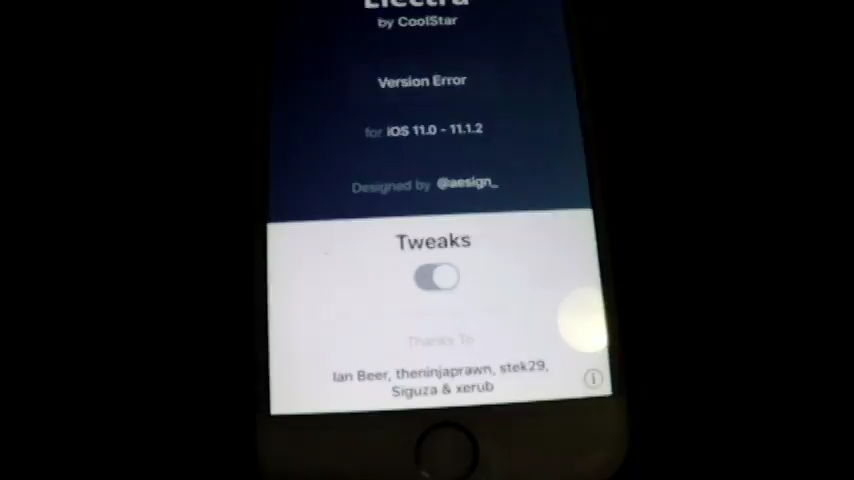 Electra
by CoolStar
Version Error
for iOS 11.0 - 11.1.2
Designed by @aesign_
Tweaks
Thanks To
Ian Beer, theninjaprawn, stek29,
Siguza & xerub